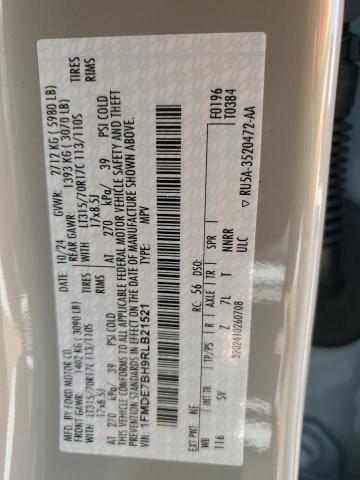 MFD. BY FORD MOTOR CO.
DATE: 10/24 GVWR: 2712 KG ( 5980 LB)
FRONT GAWR: 1402 KG ( 3090 LB) REAR GAWR: 1393 KG ( 3070 LB)
WITH LT315/70R17C 113/110S TIRES WITH LT315/70R17C 113/110S TIRES
17x8.5J RIMS 17x8.5J RIMS
AT 270 kPa/ 39 PSI COLD AT 270 kPa/ 39 PSI COLD
THIS VEHICLE CONFORMS TO ALL APPLICABLE FEDERAL MOTOR VEHICLE SAFETY AND THEFT
PREVENTION STANDARDS IN EFFECT ON THE DATE OF MANUFACTURE SHOWN ABOVE.
VIN: 1FMDE7BH9RLB21521
TYPE: MPV
F0196
T0384
EXT PNT: RC: 56 DSO:
WB INT TR TP/PS R AXLE TR SPR
116 5V Z 7L T NNRR
ULC
3202410260708
▽ RU5A-3520472-AA